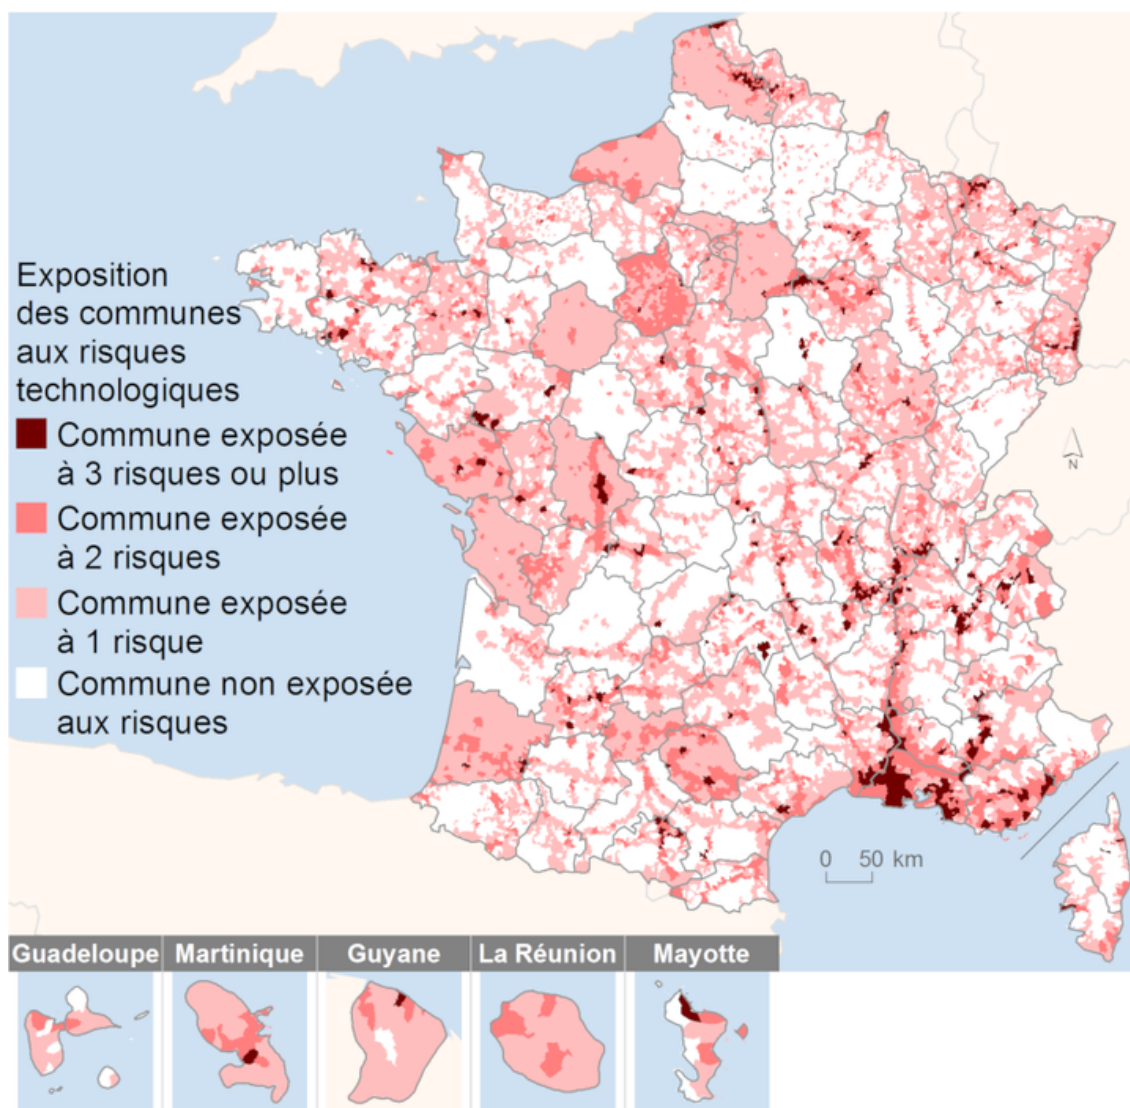 Exposition
des communes
aux risques
technologiques
Commune exposée
à 3 risques ou plus
Commune exposée
à 2 risques
Commune exposée
à 1 risque
Commune non exposée
aux risques
N
0 50 km
Guadeloupe Martinique Guyane La Réunion Mayotte